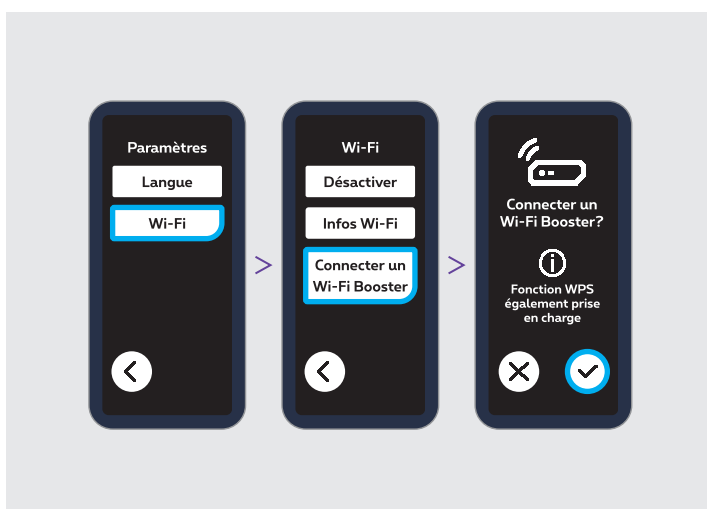 Paramètres
Langue
Wi-Fi
>
Wi-Fi
Désactiver
Infos Wi-Fi
Connecter un
Wi-Fi Booster
>
Connecter un
Wi-Fi Booster?
Fonction WPS
également prise
en charge